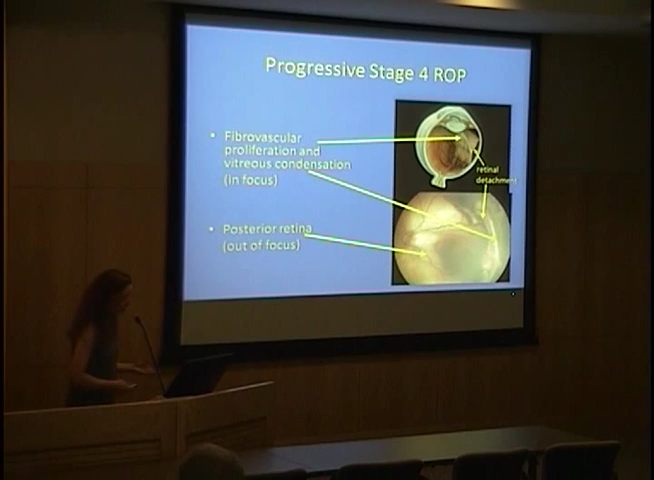 Progressive Stage 4 ROP
• Fibrovascular
proliferation and
vitreous condensation
(in focus)
retinal
detachment
• Posterior retina
(out of focus)